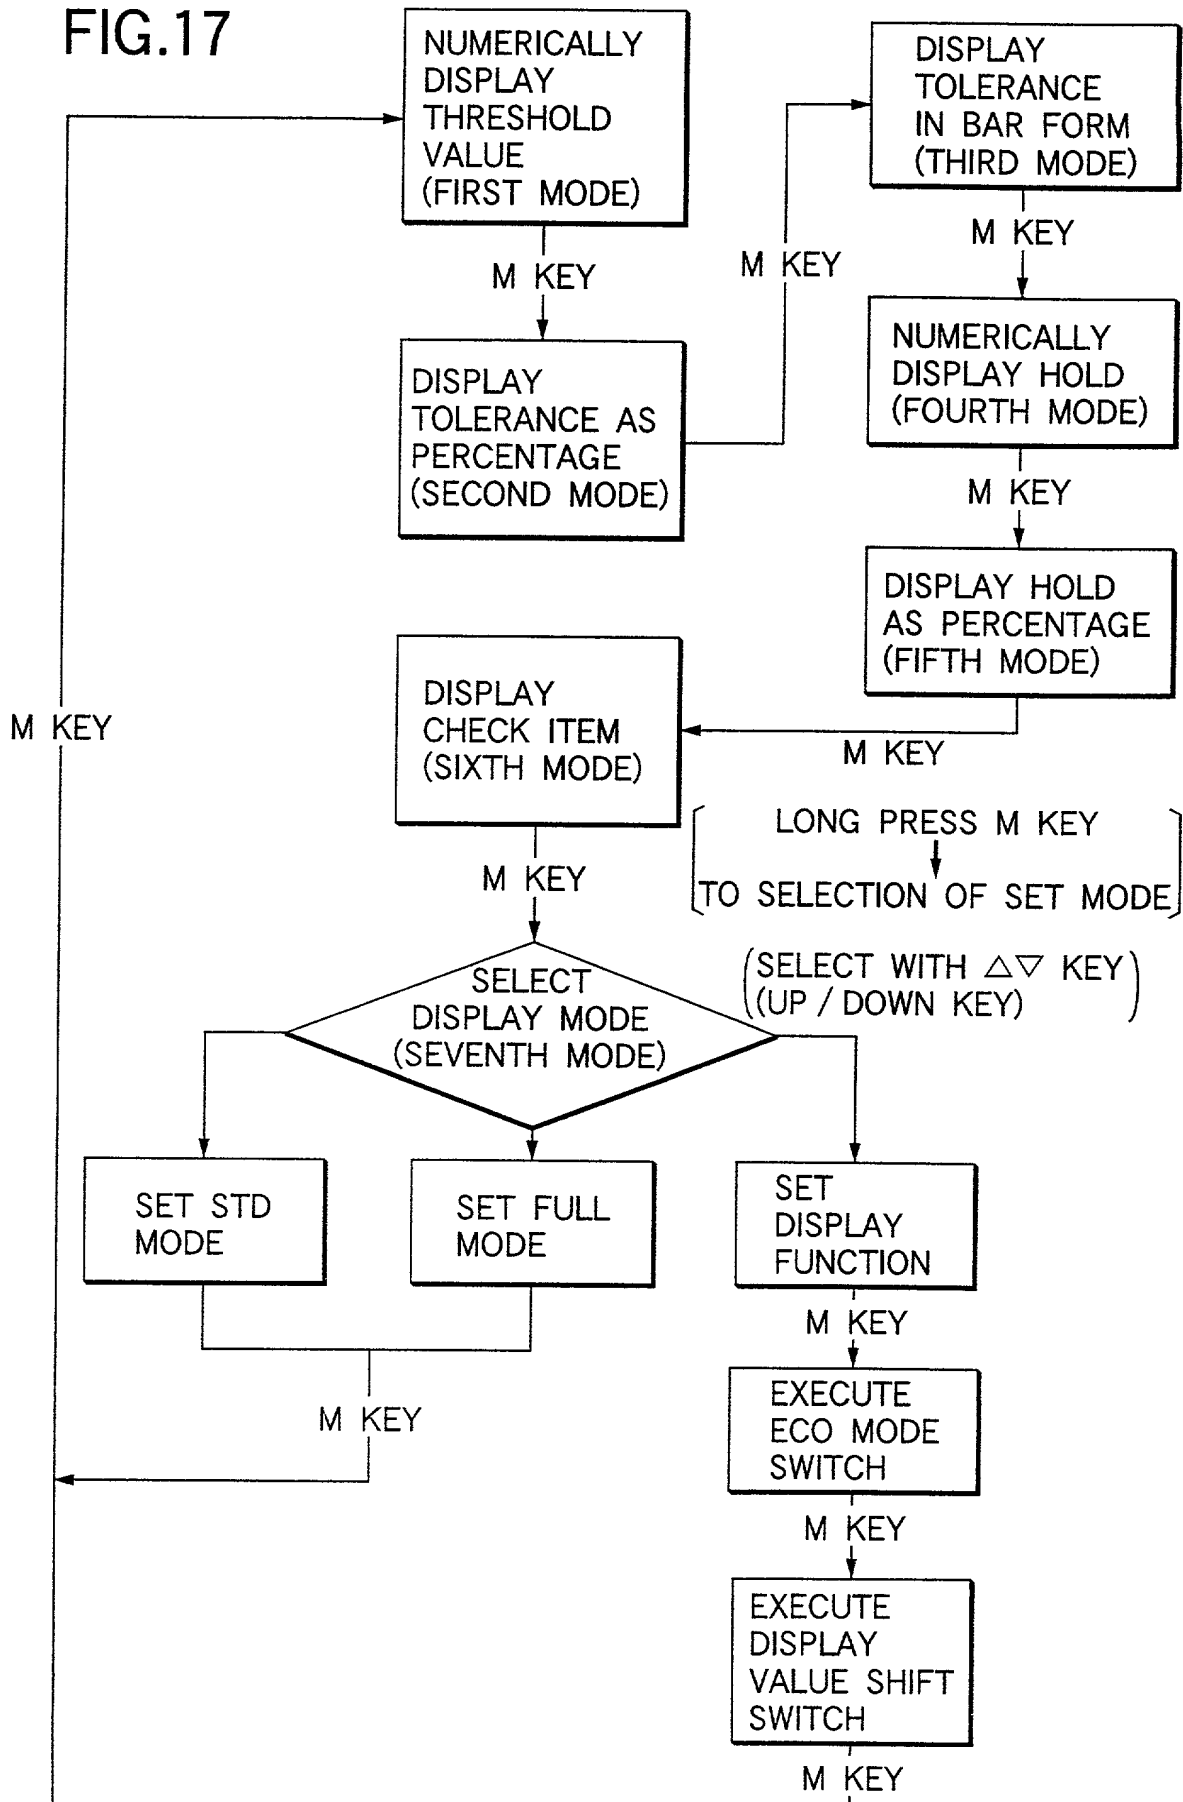 FIG.17
NUMERICALLY
DISPLAY
THRESHOLD
VALUE
(FIRST MODE)
M KEY
DISPLAY
TOLERANCE AS
PERCENTAGE
(SECOND MODE)
M KEY
DISPLAY
TOLERANCE
IN BAR FORM
(THIRD MODE)
M KEY
NUMERICALLY
DISPLAY HOLD
(FOURTH MODE)
M KEY
DISPLAY HOLD
AS PERCENTAGE
(FIFTH MODE)
M KEY
DISPLAY
CHECK ITEM
(SIXTH MODE)
M KEY
M KEY
LONG PRESS M KEY
TO SELECTION OF SET MODE
SELECT
DISPLAY MODE
(SEVENTH MODE)
(SELECT WITH △▽ KEY)
(UP / DOWN KEY)
SET STD
MODE
SET FULL
MODE
SET
DISPLAY
FUNCTION
M KEY
M KEY
EXECUTE
ECO MODE
SWITCH
M KEY
EXECUTE
DISPLAY
VALUE SHIFT
SWITCH
M KEY